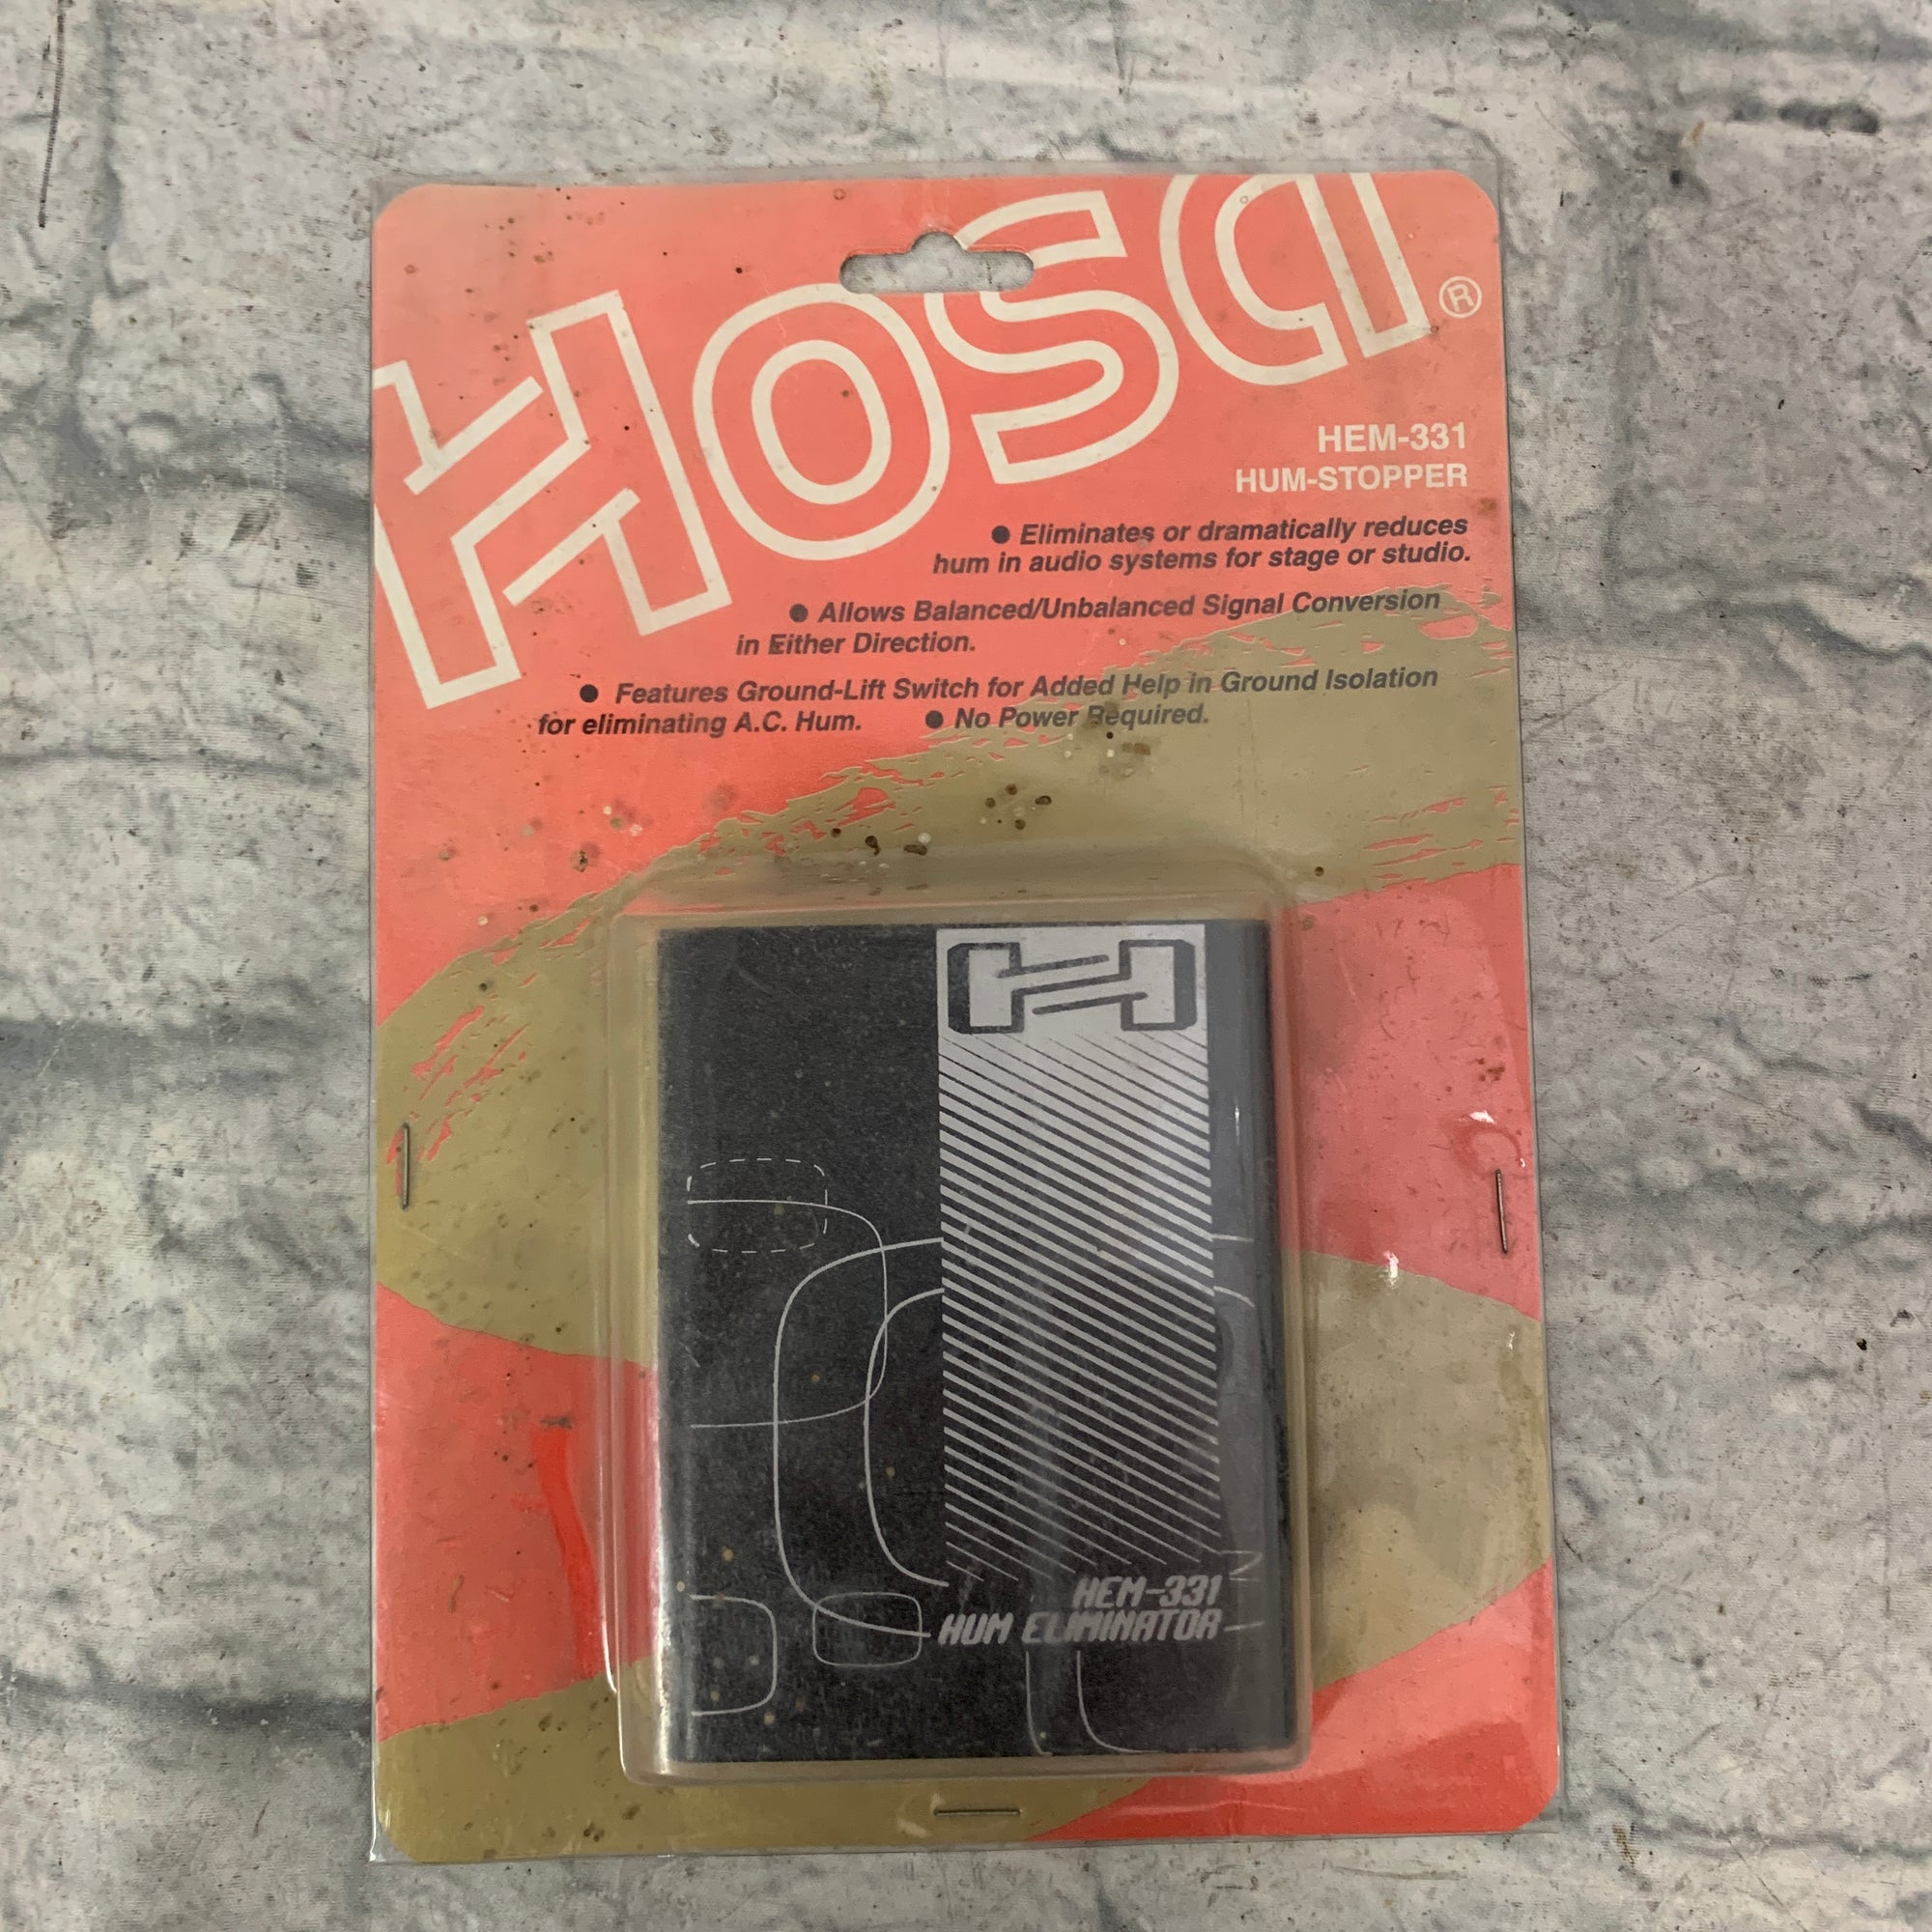 Hosa®
HEM-331
HUM-STOPPER
● Eliminates or dramatically reduces
hum in audio systems for stage or studio.
● Allows Balanced/Unbalanced Signal Conversion
in Either Direction.
● Features Ground-Lift Switch for Added Help in Ground Isolation
for eliminating A.C. Hum. ● No Power Required.
H
HEM-331
HUM ELIMINATOR